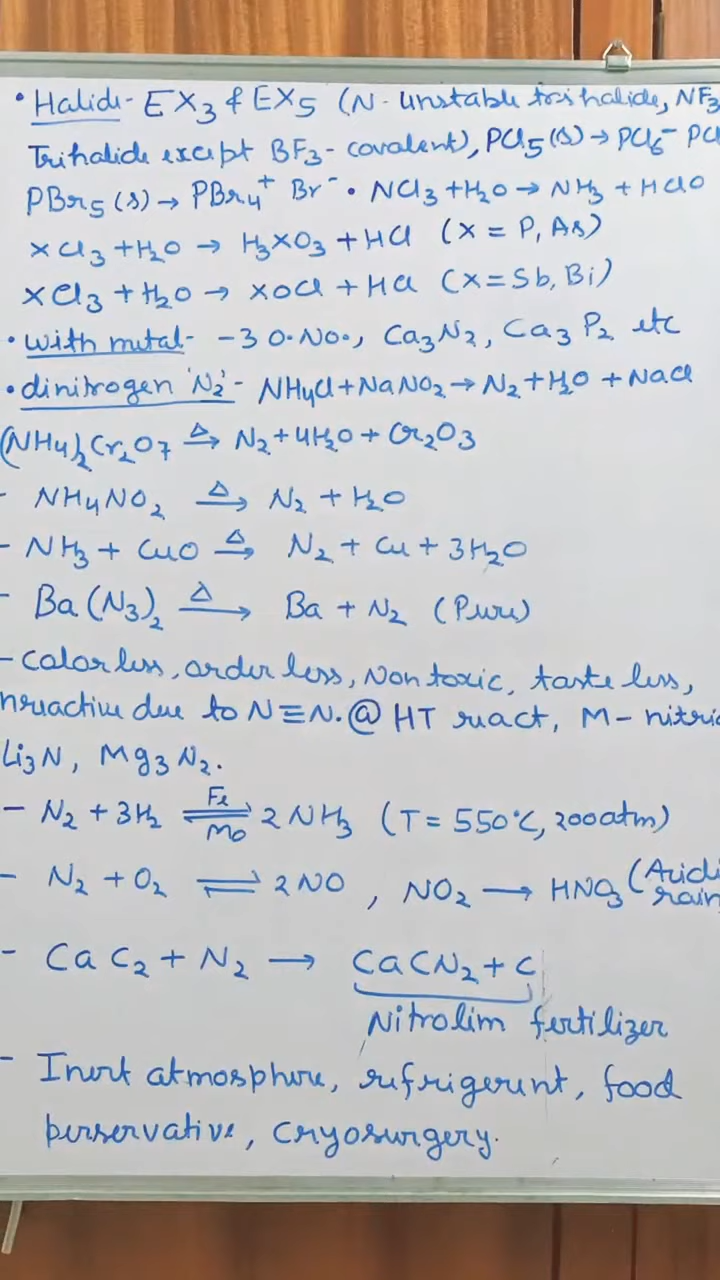 • Halide - EX₃ & EX₅ (N - unstable trishalide, NF₃
Trihalide except BF₃ - covalent), PCl₅(s) → PCl₆⁻ PCl
PBr₅(s) → PBr₄⁺ Br⁻ • NCl₃ + H₂O → NH₃ + HClO
XCl₃ + H₂O → H₃XO₃ + HCl (X = P, As)
XCl₃ + H₂O → XOCl + HCl (X = Sb, Bi)
• with metal - -3 O.No., Ca₃N₂, Ca₃P₂ etc
• dinitrogen 'N₂' - NH₄Cl + NaNO₂ → N₂ + H₂O + NaCl
(NH₄)₂Cr₂O₇ △→ N₂ + 4H₂O + Cr₂O₃
- NH₄NO₂ △→ N₂ + H₂O
- NH₃ + CuO △→ N₂ + Cu + 3H₂O
- Ba(N₃)₂ △→ Ba + N₂ (Pure)
- calorless, orderless, Non toxic, tasteless,
nreactive due to N≡N. @ HT react, M - nitric
Li₃N, Mg₃N₂.
- N₂ + 3H₂ ⇌ Fe Mo 2NH₃ (T = 550°C, 200atm)
- N₂ + O₂ ⇌ 2NO, NO₂ → HNO₃ (Acidi rain
- CaC₂ + N₂ → CaCN₂ + C
Nitrolim fertilizer
- Inert atmosphere, refrigerent, food
perservative, cryosurgery.